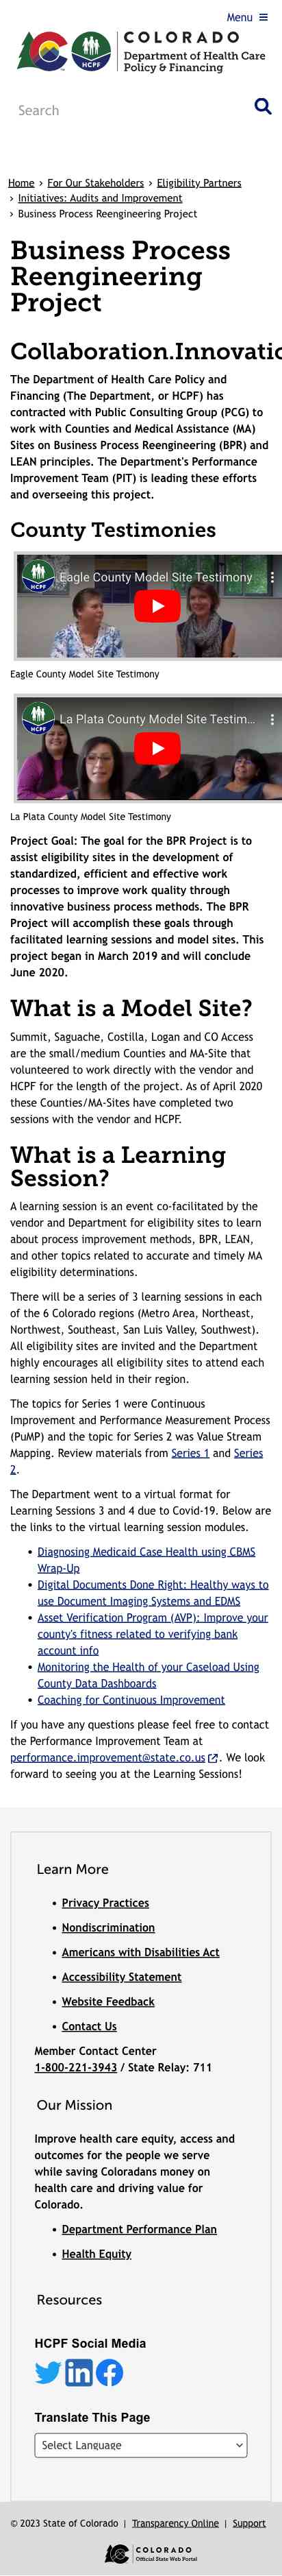 Menu
COLORADO
Department of Health Care
Policy & Financing
HCPF
Search
Home › For Our Stakeholders › Eligibility Partners
› Initiatives: Audits and Improvement
› Business Process Reengineering Project
Business Process
Reengineering
Project
Collaboration.Innovatio
The Department of Health Care Policy and
Financing (The Department, or HCPF) has
contracted with Public Consulting Group (PCG) to
work with Counties and Medical Assistance (MA)
Sites on Business Process Reengineering (BPR) and
LEAN principles. The Department's Performance
Improvement Team (PIT) is leading these efforts
and overseeing this project.
County Testimonies
HCPF
Eagle County Model Site Testimony
Eagle County Model Site Testimony
HCPF
La Plata County Model Site Testim...
La Plata County Model Site Testimony
Project Goal: The goal for the BPR Project is to
assist eligibility sites in the development of
standardized, efficient and effective work
processes to improve work quality through
innovative business process methods. The BPR
Project will accomplish these goals through
facilitated learning sessions and model sites. This
project began in March 2019 and will conclude
June 2020.
What is a Model Site?
Summit, Saguache, Costilla, Logan and CO Access
are the small/medium Counties and MA-Site that
volunteered to work directly with the vendor and
HCPF for the length of the project. As of April 2020
these Counties/MA-Sites have completed two
sessions with the vendor and HCPF.
What is a Learning
Session?
A learning session is an event co-facilitated by the
vendor and Department for eligibility sites to learn
about process improvement methods, BPR, LEAN,
and other topics related to accurate and timely MA
eligibility determinations.
There will be a series of 3 learning sessions in each
of the 6 Colorado regions (Metro Area, Northeast,
Northwest, Southeast, San Luis Valley, Southwest).
All eligibility sites are invited and the Department
highly encourages all eligibility sites to attend each
learning session held in their region.
The topics for Series 1 were Continuous
Improvement and Performance Measurement Process
(PuMP) and the topic for Series 2 was Value Stream
Mapping. Review materials from Series 1 and Series
2.
The Department went to a virtual format for
Learning Sessions 3 and 4 due to Covid-19. Below are
the links to the virtual learning session modules.
• Diagnosing Medicaid Case Health using CBMS
Wrap-Up
• Digital Documents Done Right: Healthy ways to
use Document Imaging Systems and EDMS
• Asset Verification Program (AVP): Improve your
county's fitness related to verifying bank
account info
• Monitoring the Health of your Caseload Using
County Data Dashboards
• Coaching for Continuous Improvement
If you have any questions please feel free to contact
the Performance Improvement Team at
performance.improvement@state.co.us. We look
forward to seeing you at the Learning Sessions!
Learn More
• Privacy Practices
• Nondiscrimination
• Americans with Disabilities Act
• Accessibility Statement
• Website Feedback
• Contact Us
Member Contact Center
1-800-221-3943 / State Relay: 711
Our Mission
Improve health care equity, access and
outcomes for the people we serve
while saving Coloradans money on
health care and driving value for
Colorado.
• Department Performance Plan
• Health Equity
Resources
HCPF Social Media
Translate This Page
Select Language
© 2023 State of Colorado | Transparency Online | Support
COLORADO
Official State Web Portal